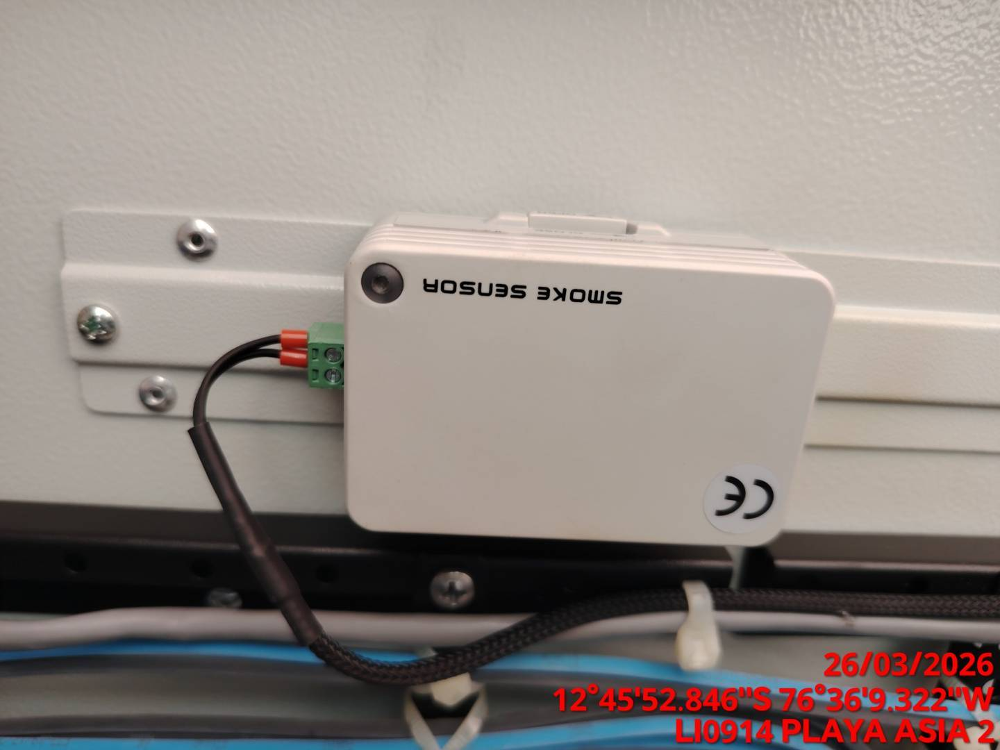 SMOKE SENSOR
CE
26/03/2026
12°45'52.846"S 76°36'9.322"W
LI0914 PLAYA ASIA 2